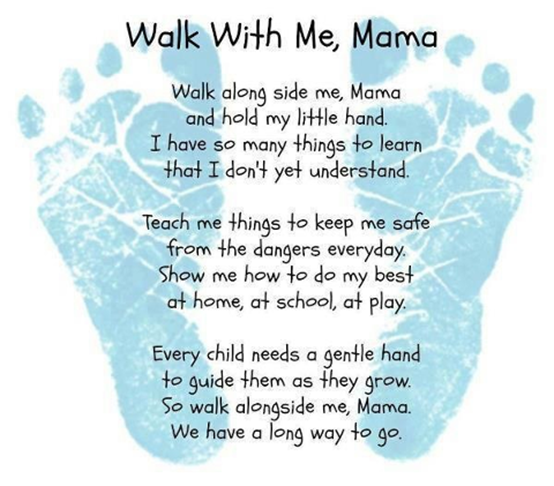 Walk With Me, Mama
Walk along side me, Mama
and hold my little hand.
I have so many things to learn
that I don't yet understand.
Teach me things to keep me safe
from the dangers everyday.
Show me how to do my best
at home, at school, at play.
Every child needs a gentle hand
to guide them as they grow.
So walk alongside me, Mama.
We have a long way to go.